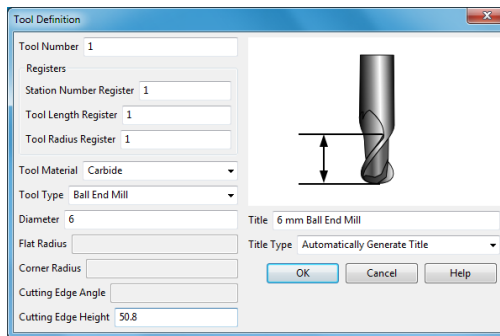 Tool Definition
Tool Number 1
Registers
Station Number Register 1
Tool Length Register 1
Tool Radius Register 1
Tool Material Carbide
Tool Type Ball End Mill
Diameter 6
Flat Radius
Corner Radius
Cutting Edge Angle
Cutting Edge Height 50.8
Title 6 mm Ball End Mill
Title Type Automatically Generate Title
OK Cancel Help